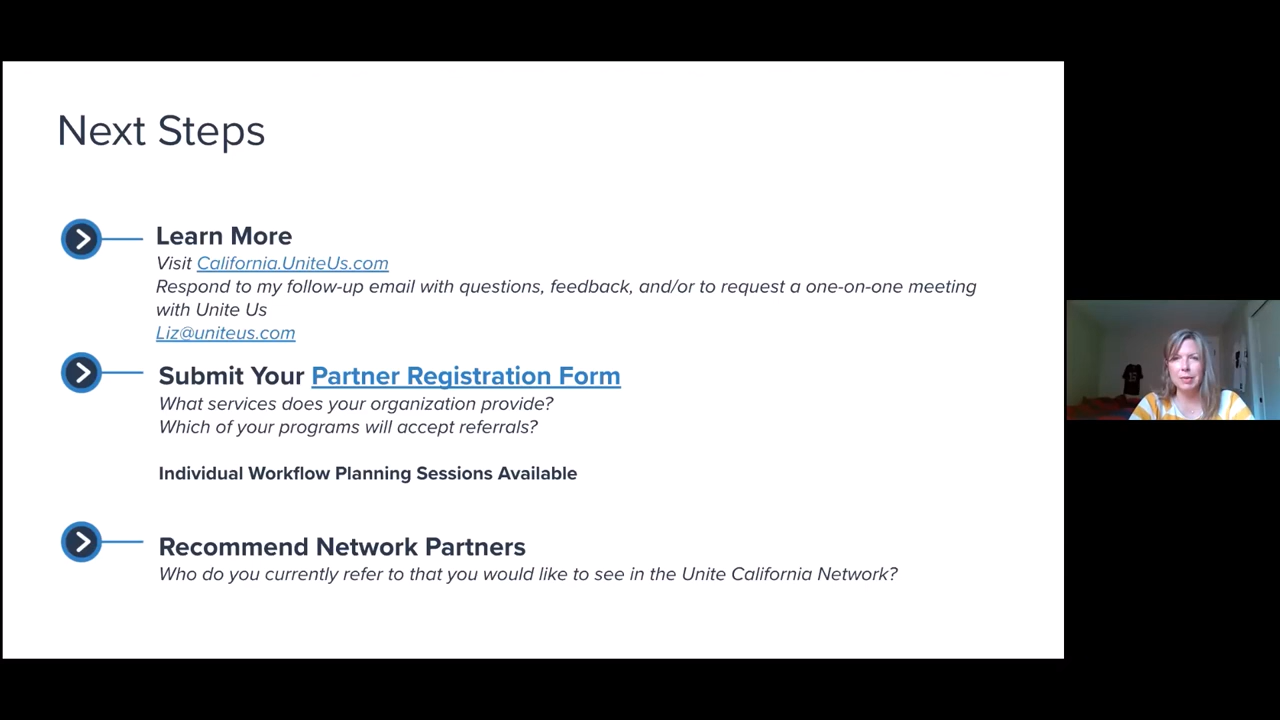 Next Steps
Learn More
Visit California.UniteUs.com
Respond to my follow-up email with questions, feedback, and/or to request a one-on-one meeting
with Unite Us
Liz@uniteus.com
Submit Your Partner Registration Form
What services does your organization provide?
Which of your programs will accept referrals?
Individual Workflow Planning Sessions Available
Recommend Network Partners
Who do you currently refer to that you would like to see in the Unite California Network?